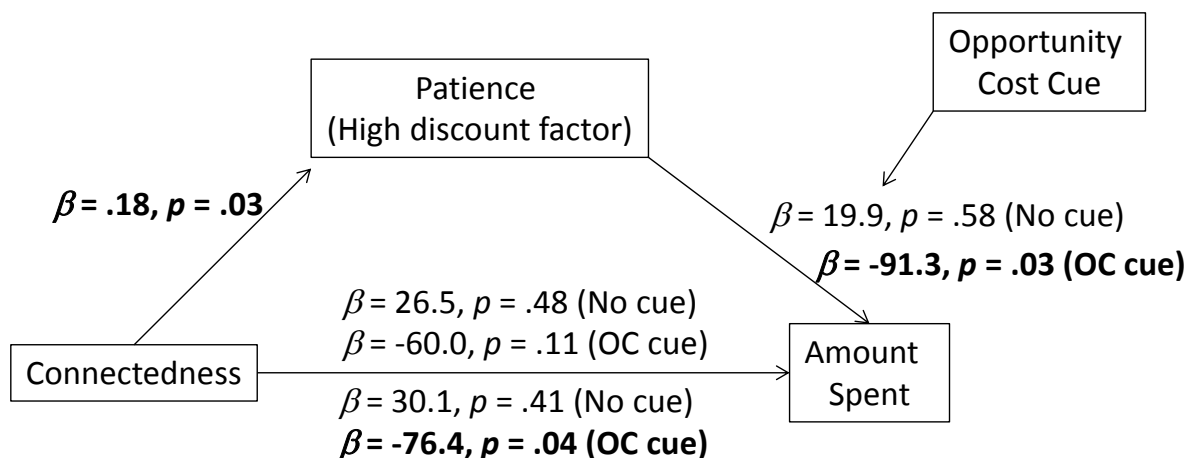 Opportunity
Cost Cue
Patience
(High discount factor)
β = .18, p = .03
β = 19.9, p = .58 (No cue)
β = -91.3, p = .03 (OC cue)
β = 26.5, p = .48 (No cue)
β = -60.0, p = .11 (OC cue)
Connectedness
Amount
Spent
β = 30.1, p = .41 (No cue)
β = -76.4, p = .04 (OC cue)